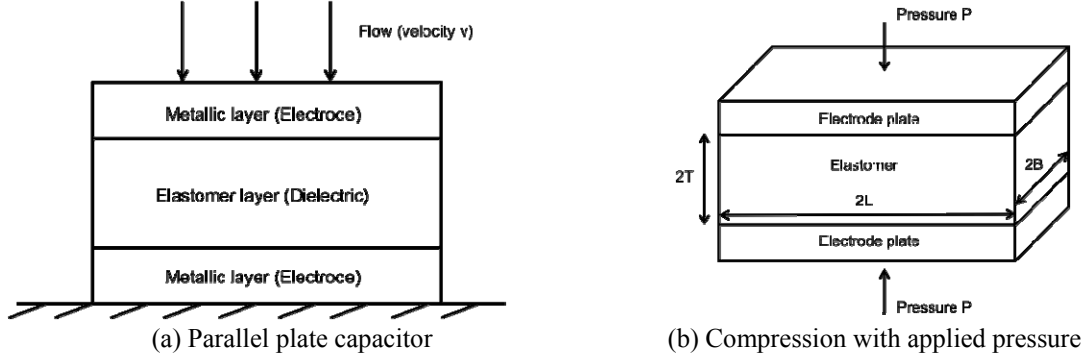 Flow (velocity v)
Metallic layer (Electroce)
Elastomer layer (Dielectric)
Metallic layer (Electroce)
(a) Parallel plate capacitor
Pressure P
Electrode plate
Elastomer
2T
2B
2L
Electrode plate
Pressure P
(b) Compression with applied pressure